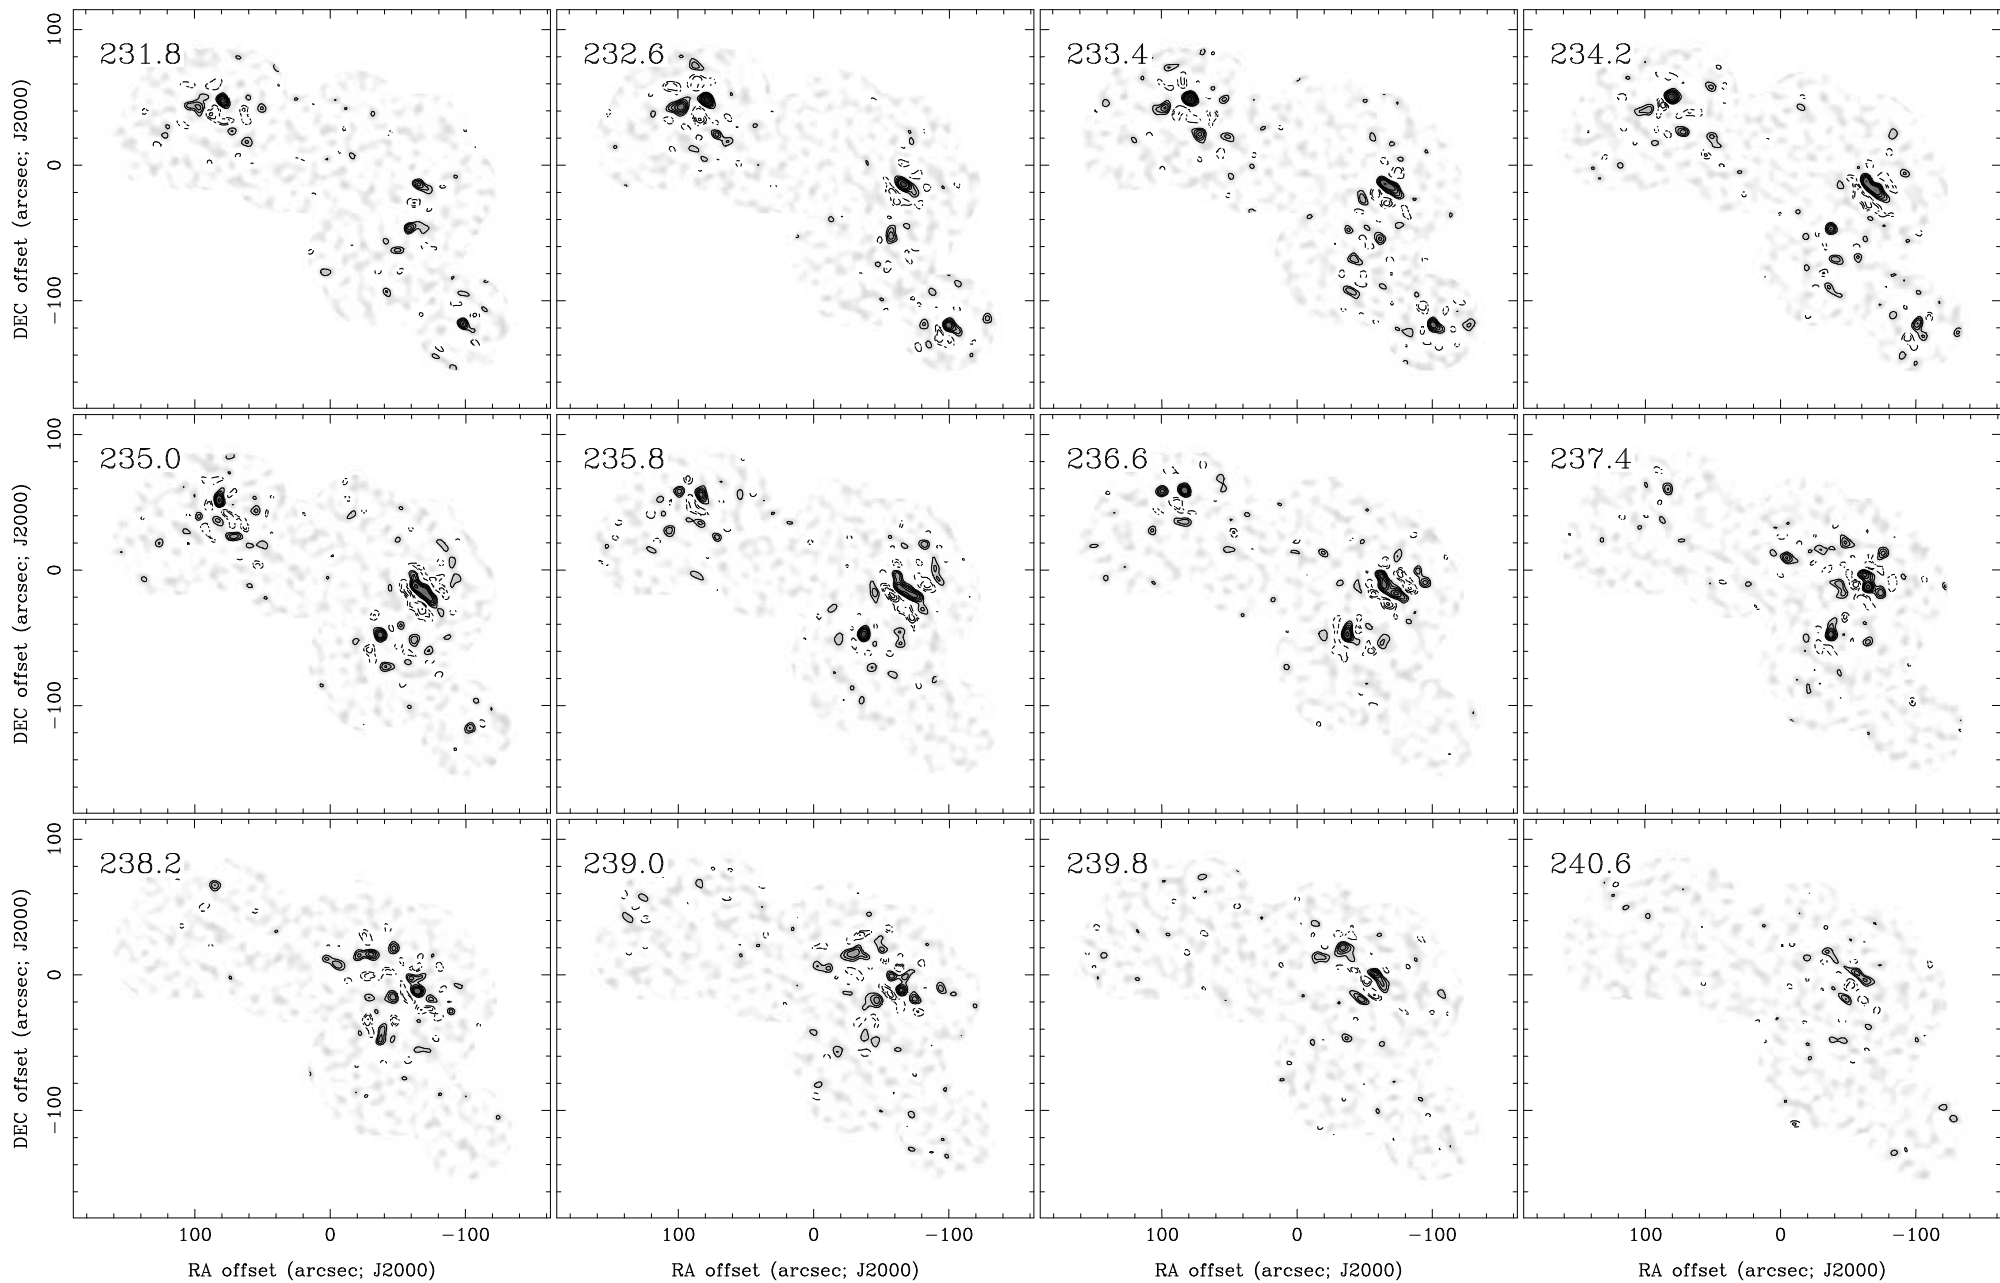 231.8 232.6 233.4 234.2
DEC offset (arcsec; J2000) 100 0 −100
235.0 235.8 236.6 237.4
DEC offset (arcsec; J2000) 100 0 −100
238.2 239.0 239.8 240.6
DEC offset (arcsec; J2000) 100 0 −100
100 0 −100 100 0 −100 100 0 −100 100 0 −100
RA offset (arcsec; J2000) RA offset (arcsec; J2000) RA offset (arcsec; J2000) RA offset (arcsec; J2000)